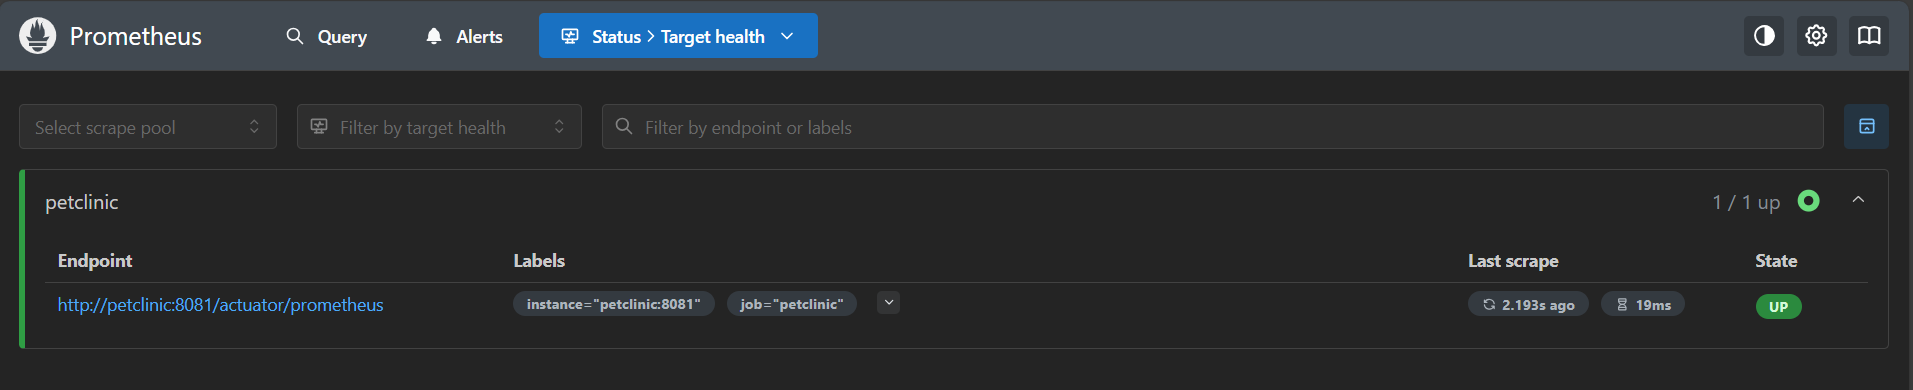 Prometheus Query Alerts Status > Target health
Select scrape pool Filter by target health Filter by endpoint or labels
petclinic 1 / 1 up
Endpoint Labels Last scrape State
http://petclinic:8081/actuator/prometheus instance="petclinic:8081" job="petclinic" 2.193s ago 19ms UP